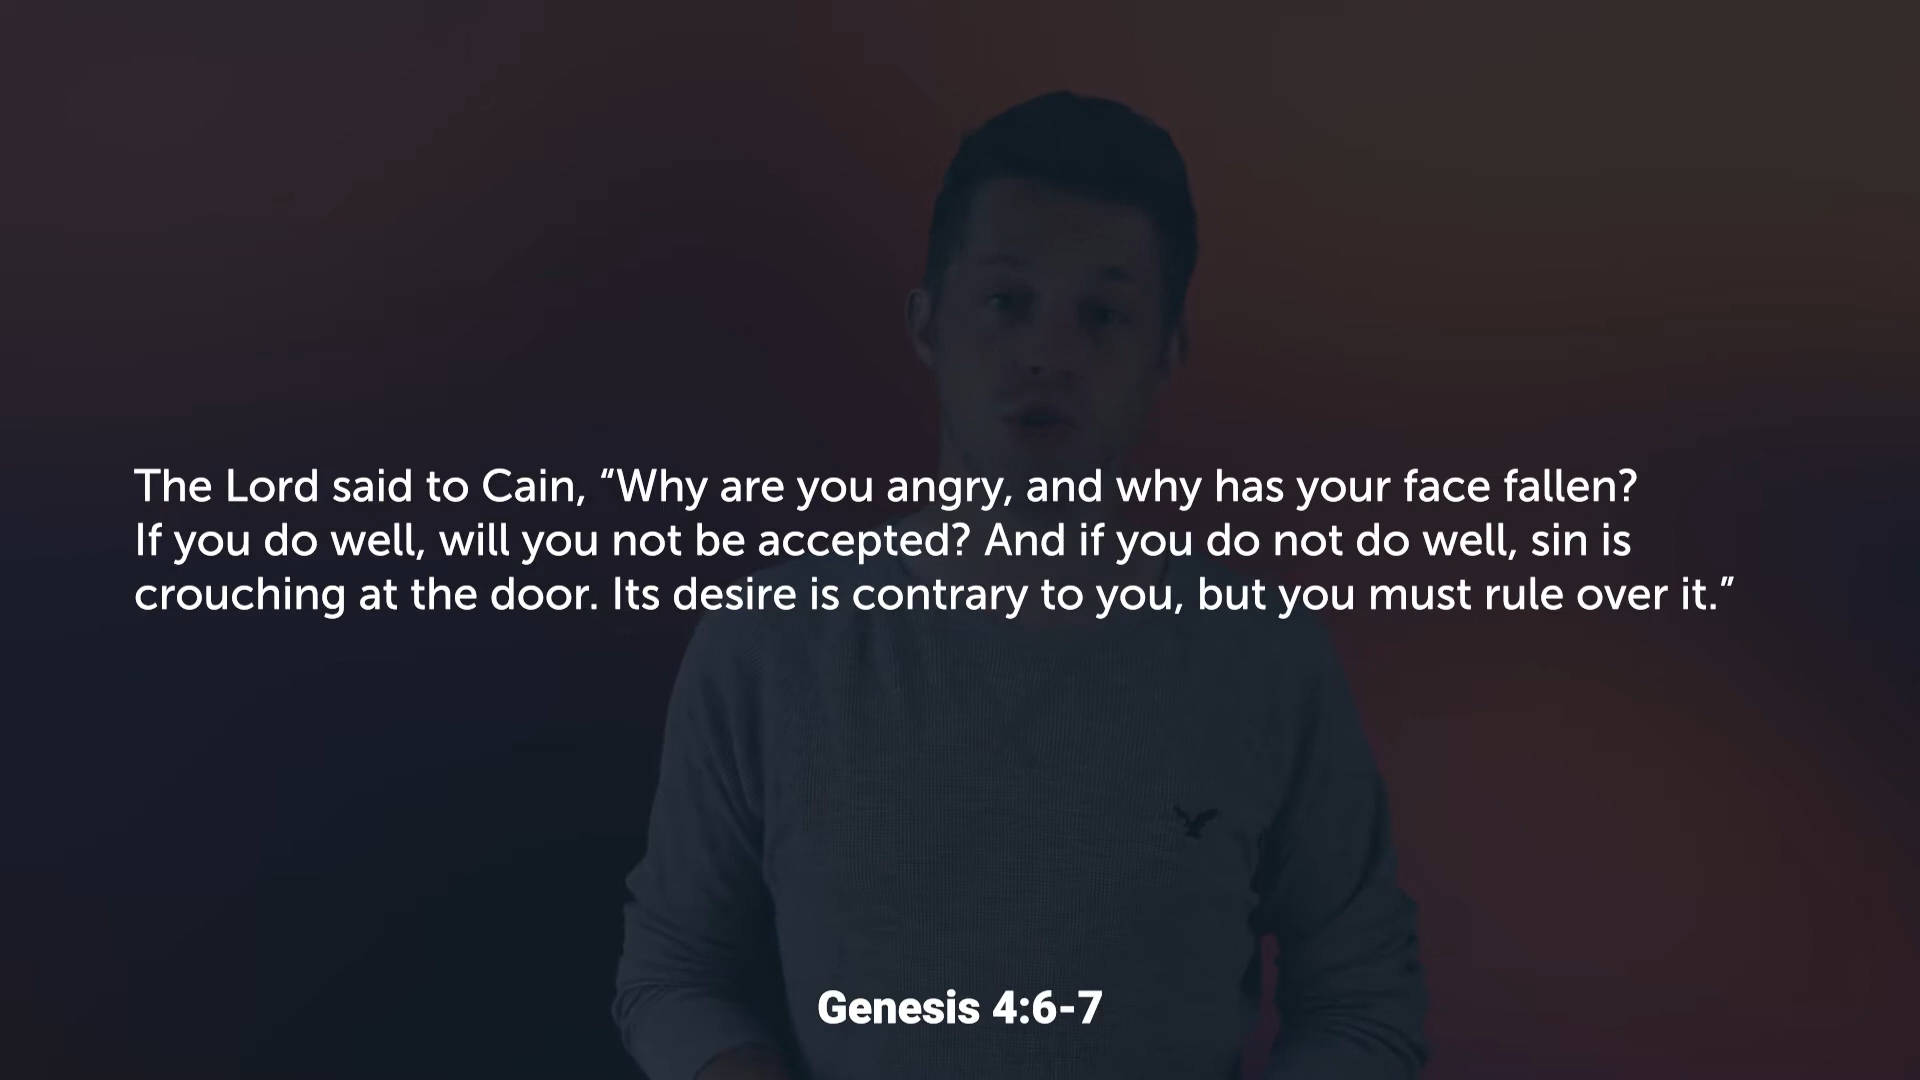 The Lord said to Cain, “Why are you angry, and why has your face fallen?
If you do well, will you not be accepted? And if you do not do well, sin is
crouching at the door. Its desire is contrary to you, but you must rule over it.”
Genesis 4:6-7